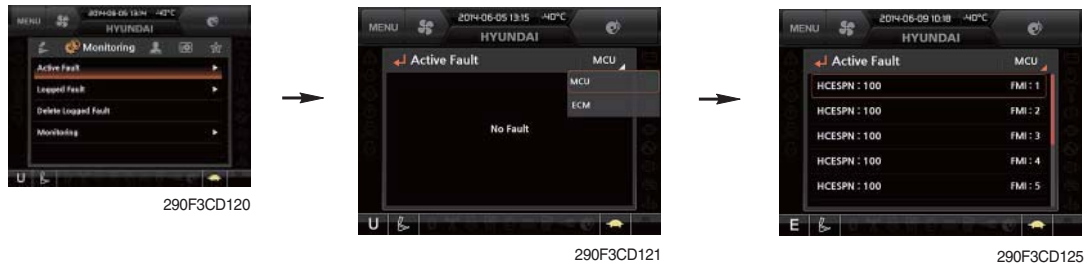 MENU 2014-06-05 13:14 -40°C
HYUNDAI
Monitoring
Active Fault
Logged Fault
Delete Logged Fault
Monitoring
U
290F3CD120
MENU 2014-06-05 13:15 -40°C
HYUNDAI
Active Fault MCU
MCU
ECM
No Fault
U
290F3CD121
MENU 2014-06-09 10:18 -40°C
HYUNDAI
Active Fault MCU
HCESPN : 100 FMI : 1
HCESPN : 100 FMI : 2
HCESPN : 100 FMI : 3
HCESPN : 100 FMI : 4
HCESPN : 100 FMI : 5
E
290F3CD125